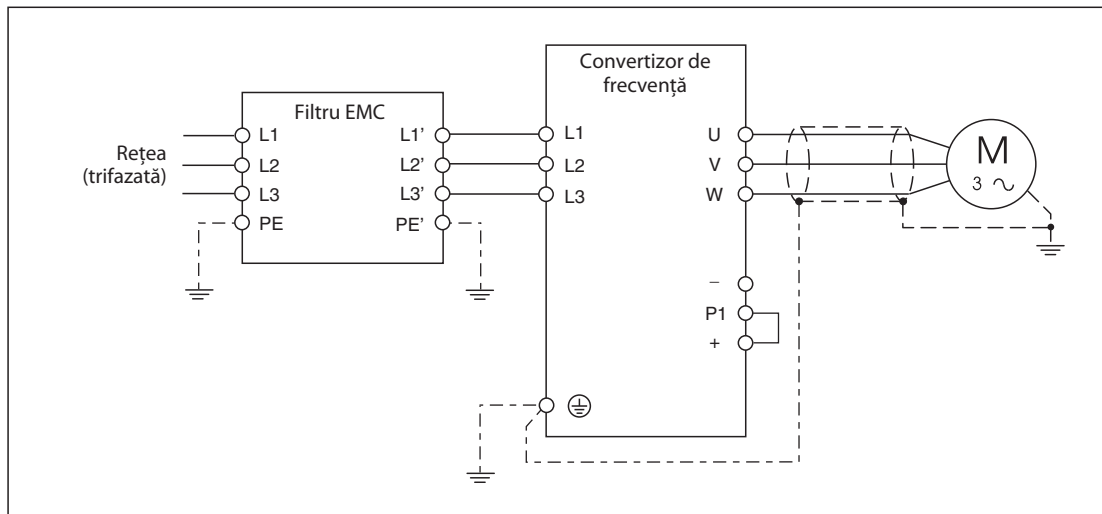 Convertizor de
frecvență
Filtru EMC
Rețea
(trifazată)
L1
L2
L3
PE
L1’
L2’
L3’
PE’
L1
L2
L3
U
V
W
−
P1
+
M
3 ~